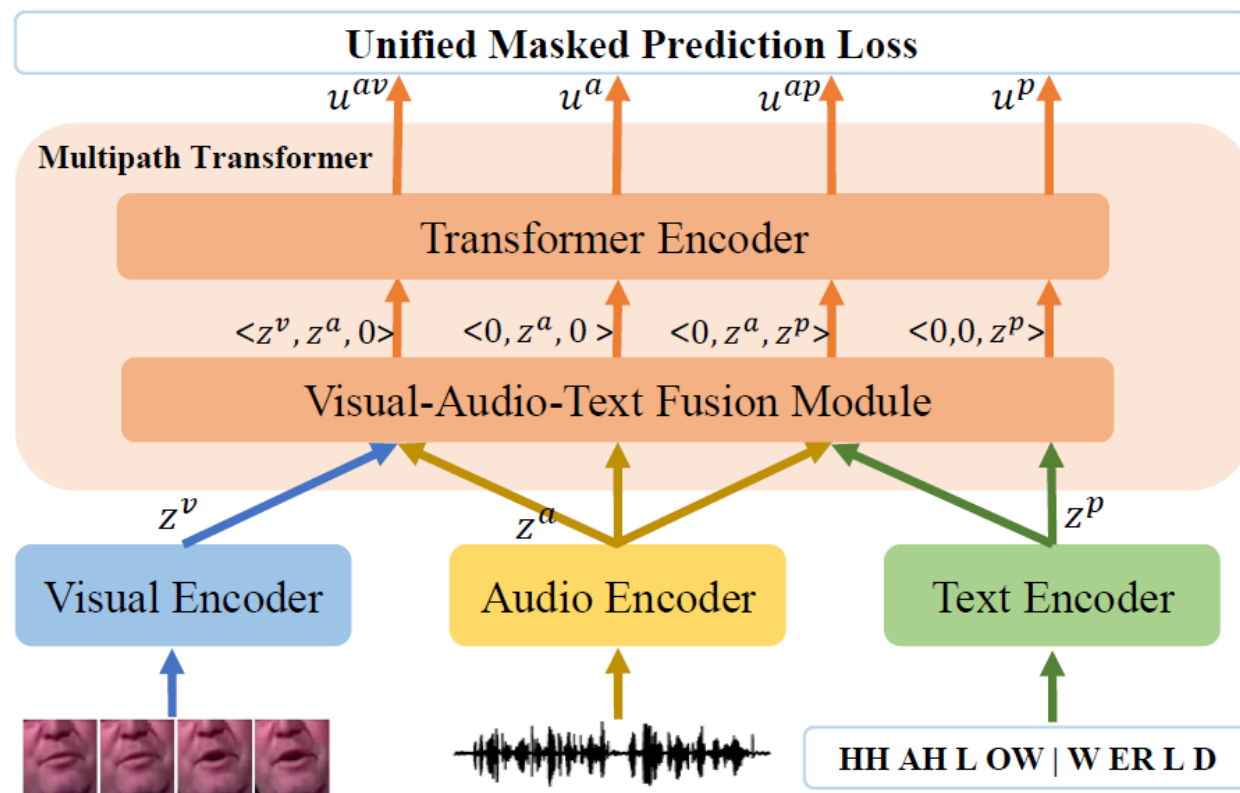 Unified Masked Prediction Loss
u^{av} u^{a} u^{ap} u^{p}
Multipath Transformer
Transformer Encoder
<z^{v}, z^{a}, 0> <0, z^{a}, 0 > <0, z^{a}, z^{p}> <0,0, z^{p}>
Visual-Audio-Text Fusion Module
z^{v} z^{a} z^{p}
Visual Encoder Audio Encoder Text Encoder
HH AH L OW | W ER L D